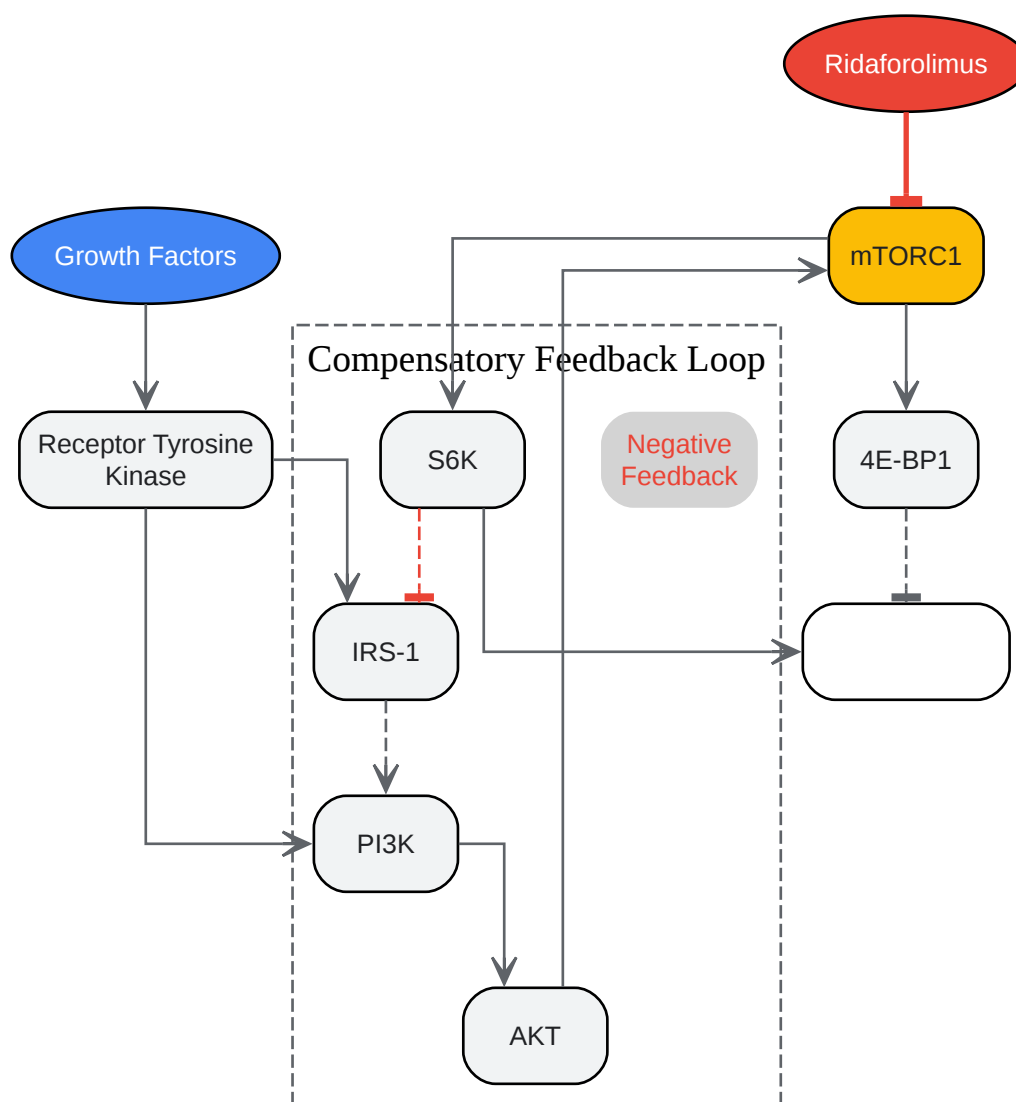 Ridaforolimus
Growth Factors
mTORC1
Compensatory Feedback Loop
Receptor Tyrosine
Kinase
S6K
Negative
Feedback
4E-BP1
IRS-1
PI3K
AKT